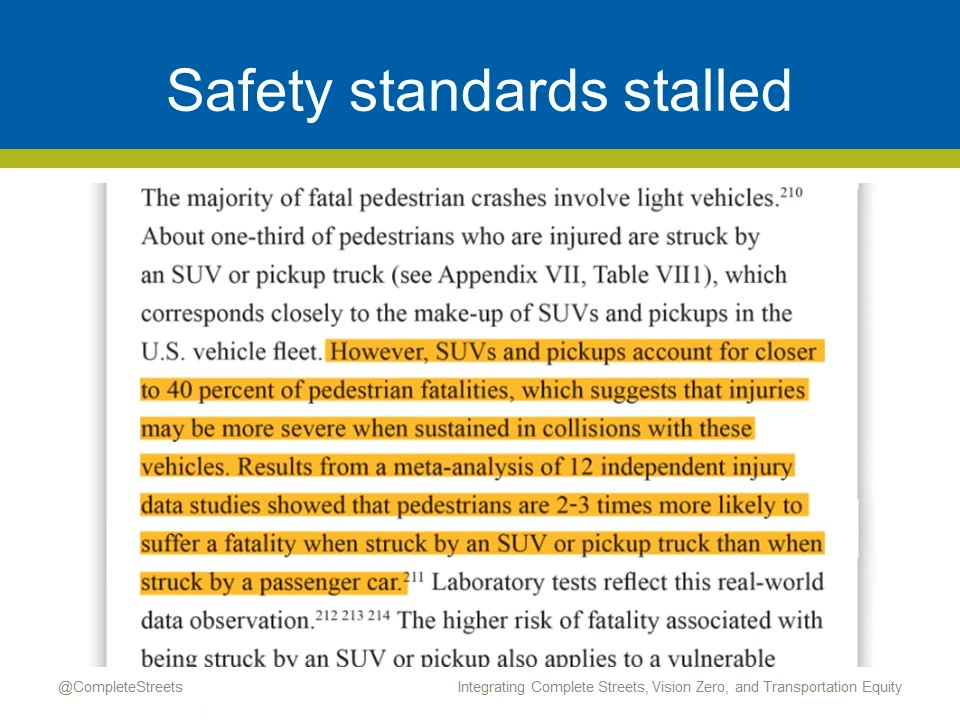 Safety standards stalled
The majority of fatal pedestrian crashes involve light vehicles.²¹⁰
About one-third of pedestrians who are injured are struck by
an SUV or pickup truck (see Appendix VII, Table VII1), which
corresponds closely to the make-up of SUVs and pickups in the
U.S. vehicle fleet. However, SUVs and pickups account for closer
to 40 percent of pedestrian fatalities, which suggests that injuries
may be more severe when sustained in collisions with these
vehicles. Results from a meta-analysis of 12 independent injury
data studies showed that pedestrians are 2-3 times more likely to
suffer a fatality when struck by an SUV or pickup truck than when
struck by a passenger car.²¹¹ Laboratory tests reflect this real-world
data observation.²¹² ²¹³ ²¹⁴ The higher risk of fatality associated with
being struck by an SUV or pickup also applies to a vulnerable
@CompleteStreets
Integrating Complete Streets, Vision Zero, and Transportation Equity